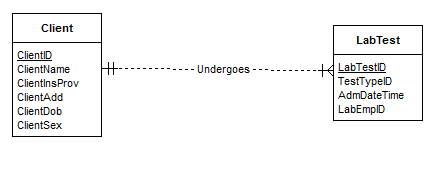 Client
ClientID
ClientName
ClientInsProv
ClientAdd
ClientDob
ClientSex
Undergoes
LabTest
LabTestID
TestTypeID
AdmDateTime
LabEmpID